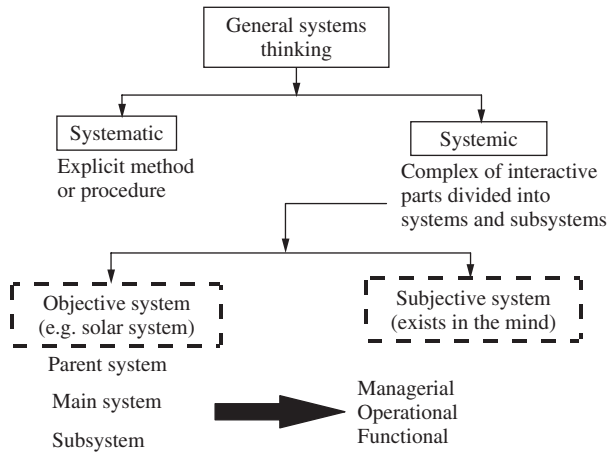 General systems
thinking
Systematic
Explicit method
or procedure
Systemic
Complex of interactive
parts divided into
systems and subsystems
Objective system
(e.g. solar system)
Subjective system
(exists in the mind)
Parent system
Main system
Subsystem
Managerial
Operational
Functional